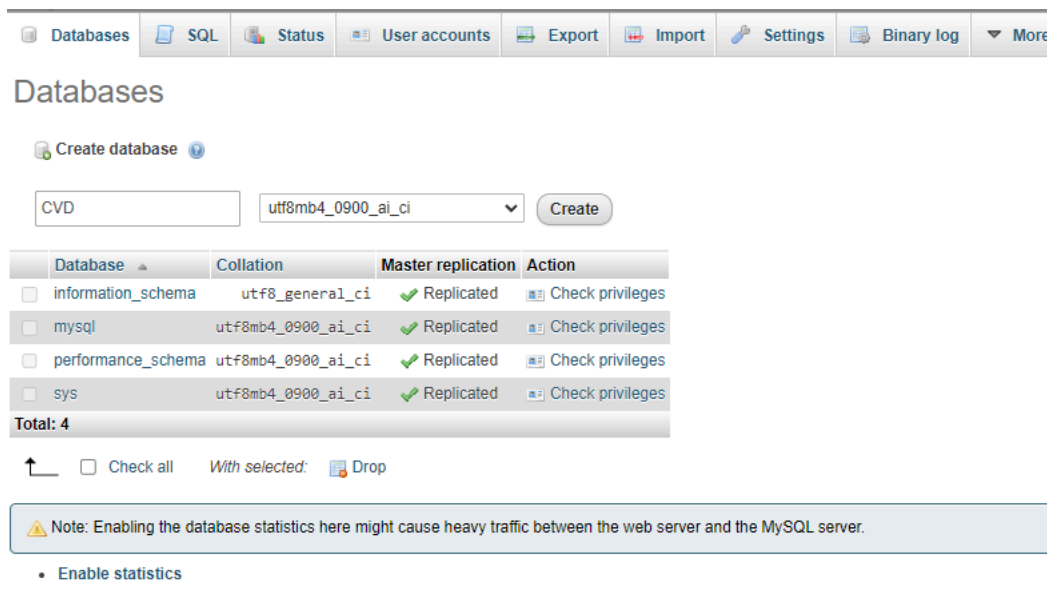 Databases SQL Status User accounts Export Import Settings Binary log More
Databases
Create database
CVD utf8mb4_0900_ai_ci Create
Database Collation Master replication Action
information_schema utf8_general_ci Replicated Check privileges
mysql utf8mb4_0900_ai_ci Replicated Check privileges
performance_schema utf8mb4_0900_ai_ci Replicated Check privileges
sys utf8mb4_0900_ai_ci Replicated Check privileges
Total: 4
Check all With selected: Drop
Note: Enabling the database statistics here might cause heavy traffic between the web server and the MySQL server.
• Enable statistics